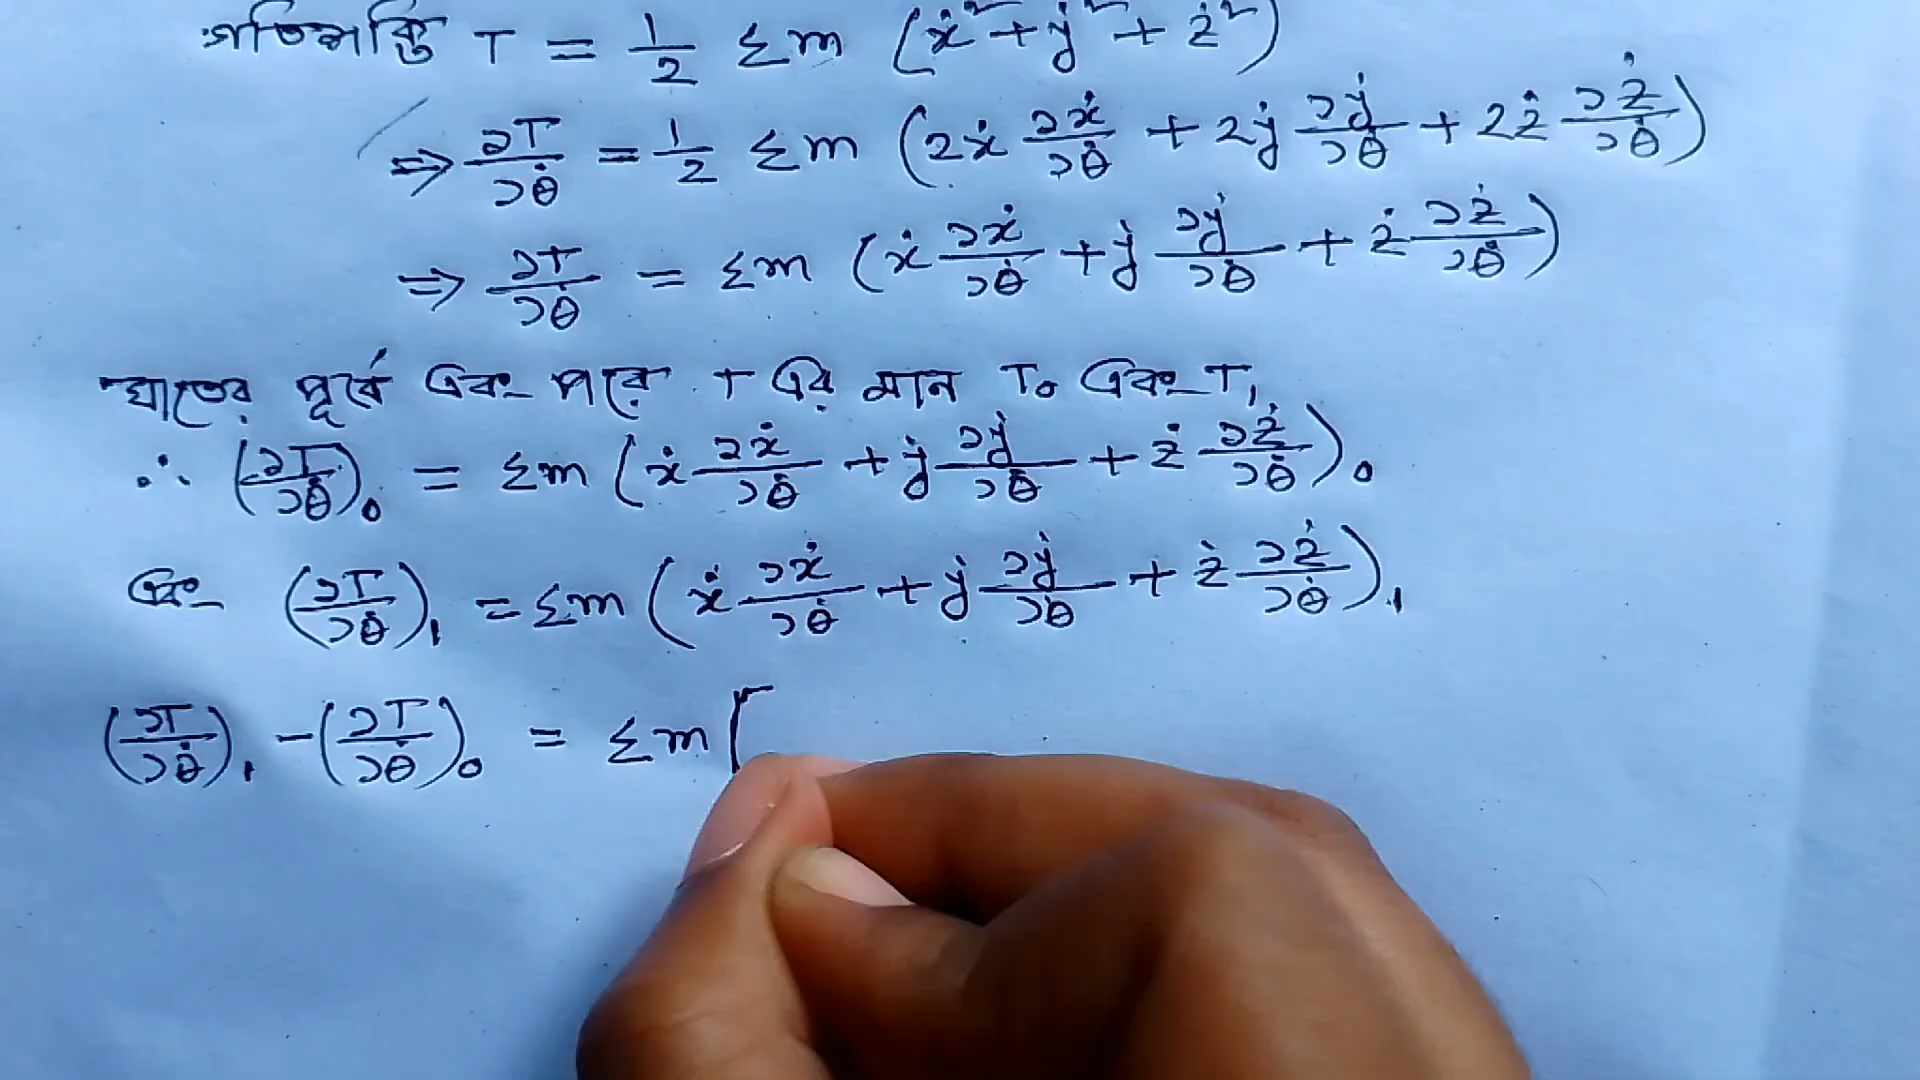 গতিশক্তি T = 1/2 Σm (ẋ² + ẏ² + ż²)
⇒ ∂T/∂θ̇ = 1/2 Σm (2ẋ ∂ẋ/∂θ̇ + 2ẏ ∂ẏ/∂θ̇ + 2ż ∂ż/∂θ̇)
⇒ ∂T/∂θ̇ = Σm (ẋ ∂ẋ/∂θ̇ + ẏ ∂ẏ/∂θ̇ + ż ∂ż/∂θ̇)
ঘাতের পূর্বে এবং পরে T এর মান T₀ এবং T₁
∴ (∂T/∂θ̇)₀ = Σm (ẋ ∂ẋ/∂θ̇ + ẏ ∂ẏ/∂θ̇ + ż ∂ż/∂θ̇)₀
এবং (∂T/∂θ̇)₁ = Σm (ẋ ∂ẋ/∂θ̇ + ẏ ∂ẏ/∂θ̇ + ż ∂ż/∂θ̇)₁
(∂T/∂θ̇)₁ - (∂T/∂θ̇)₀ = Σm [